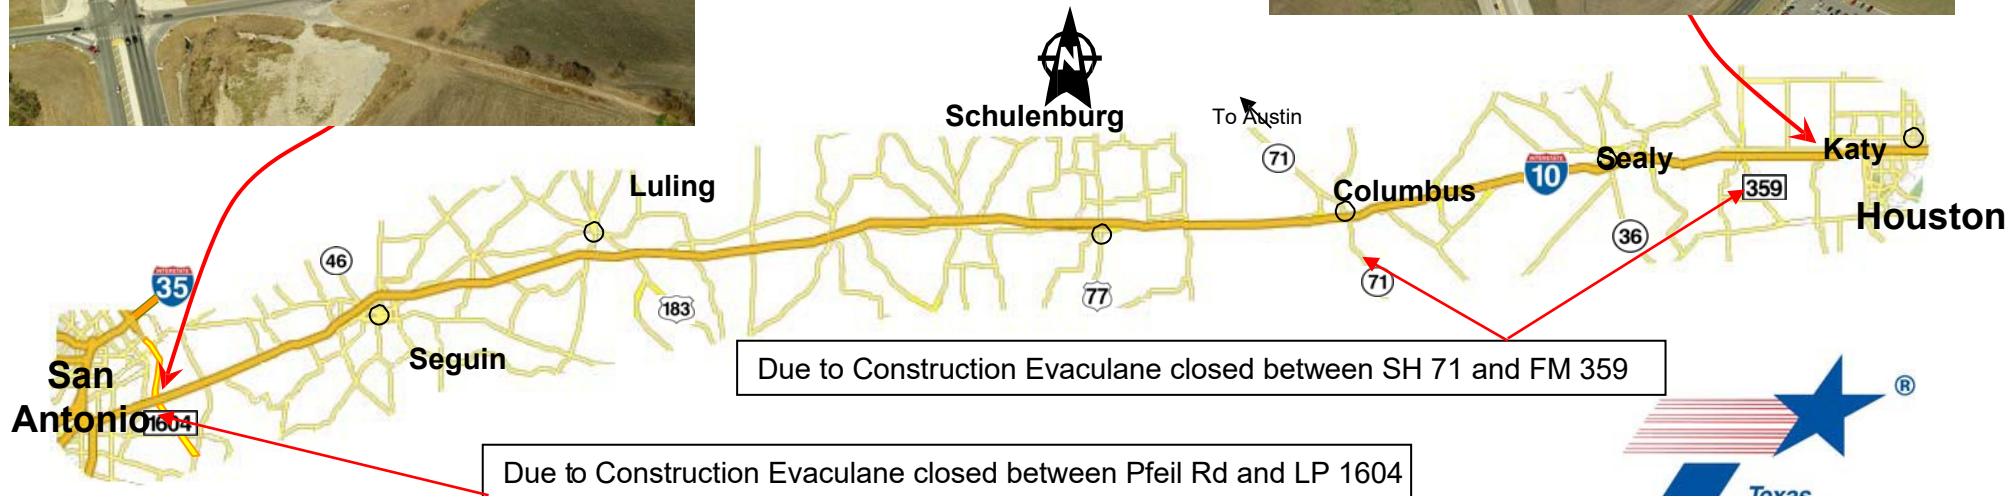 N
Schulenburg
To Austin
71
Luling
Columbus
INTERSTATE
10
Sealy
Katy
359
Houston
36
46
INTERSTATE
35
183
77
71
Seguin
San
Antonio
1604
Due to Construction Evaculane closed between SH 71 and FM 359
Due to Construction Evaculane closed between Pfeil Rd and LP 1604
®
Texas